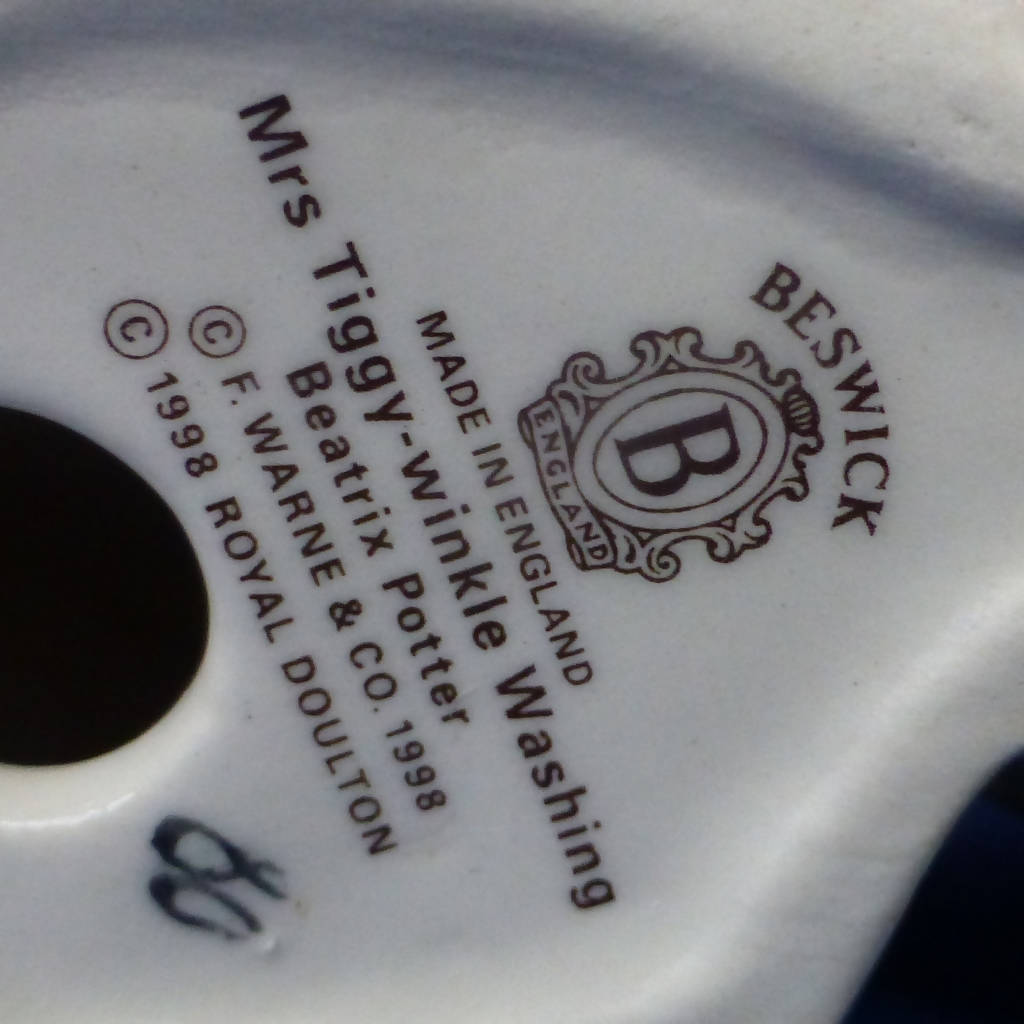 BESWICK
B
ENGLAND
MADE IN ENGLAND
Mrs Tiggy-winkle Washing
Beatrix Potter
© F. WARNE & CO. 1998
© 1998 ROYAL DOULTON